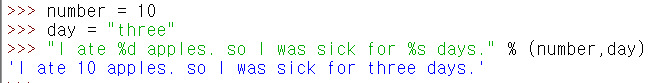 >>> number = 10
>>> day = "three"
>>> "I ate %d apples. so I was sick for %s days." % (number,day)
'I ate 10 apples. so I was sick for three days.'